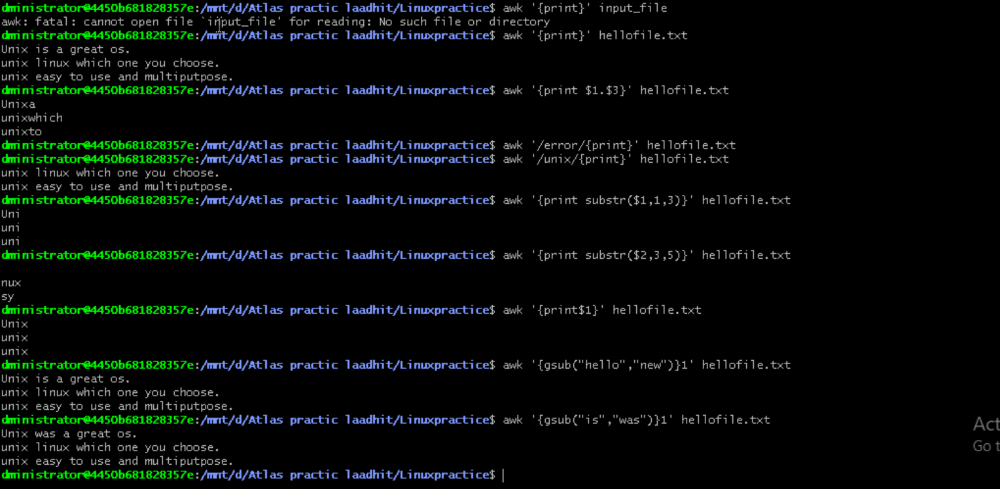 dministrator@4450b681828357e:/mnt/d/Atlas practic laadhit/Linuxpractice$ awk '{print}' input_file
awk: fatal: cannot open file `input_file' for reading: No such file or directory
dministrator@4450b681828357e:/mnt/d/Atlas practic laadhit/Linuxpractice$ awk '{print}' hellofile.txt
Unix is a great os.
unix linux which one you choose.
unix easy to use and multiputpose.
dministrator@4450b681828357e:/mnt/d/Atlas practic laadhit/Linuxpractice$ awk '{print $1.$3}' hellofile.txt
Unixa
unixwhich
unixto
dministrator@4450b681828357e:/mnt/d/Atlas practic laadhit/Linuxpractice$ awk '/error/{print}' hellofile.txt
dministrator@4450b681828357e:/mnt/d/Atlas practic laadhit/Linuxpractice$ awk '/unix/{print}' hellofile.txt
unix linux which one you choose.
unix easy to use and multiputpose.
dministrator@4450b681828357e:/mnt/d/Atlas practic laadhit/Linuxpractice$ awk '{print substr($1,1,3)}' hellofile.txt
Uni
uni
uni
dministrator@4450b681828357e:/mnt/d/Atlas practic laadhit/Linuxpractice$ awk '{print substr($2,3,5)}' hellofile.txt

nux
sy
dministrator@4450b681828357e:/mnt/d/Atlas practic laadhit/Linuxpractice$ awk '{print$1}' hellofile.txt
Unix
unix
unix
dministrator@4450b681828357e:/mnt/d/Atlas practic laadhit/Linuxpractice$ awk '{gsub("hello","new")}1' hellofile.txt
Unix is a great os.
unix linux which one you choose.
unix easy to use and multiputpose.
dministrator@4450b681828357e:/mnt/d/Atlas practic laadhit/Linuxpractice$ awk '{gsub("is","was")}1' hellofile.txt
Unix was a great os.
unix linux which one you choose.
unix easy to use and multiputpose.
dministrator@4450b681828357e:/mnt/d/Atlas practic laadhit/Linuxpractice$
Act
Go t